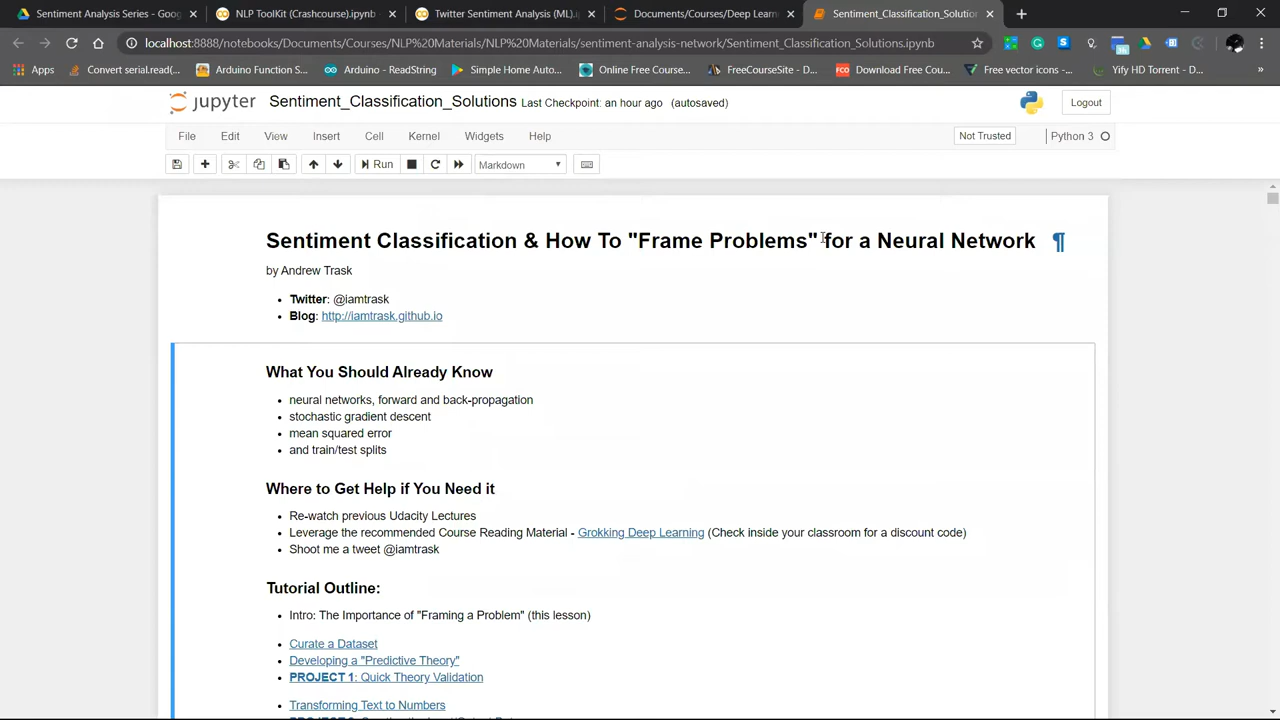 Sentiment Analysis Series - Goog
NLP ToolKit (Crashcourse).ipynb -
Twitter Sentiment Analysis (ML).i
Documents/Courses/Deep Learn
Sentiment_Classification_Solution
localhost:8888/notebooks/Documents/Courses/NLP%20Materials/NLP%20Materials/sentiment-analysis-network/Sentiment_Classification_Solutions.ipynb
Apps
Convert serial.read(...
Arduino Function S...
Arduino - ReadString
Simple Home Auto...
Online Free Course...
FreeCourseSite - D...
Download Free Cou...
Free vector icons -...
Yify HD Torrent - D...
jupyter Sentiment_Classification_Solutions Last Checkpoint: an hour ago (autosaved)
Logout
File Edit View Insert Cell Kernel Widgets Help
Not Trusted
Python 3
Run
Markdown
Sentiment Classification & How To "Frame Problems" for a Neural Network ¶
by Andrew Trask
• Twitter: @iamtrask
• Blog: http://iamtrask.github.io
What You Should Already Know
• neural networks, forward and back-propagation
• stochastic gradient descent
• mean squared error
• and train/test splits
Where to Get Help if You Need it
• Re-watch previous Udacity Lectures
• Leverage the recommended Course Reading Material - Grokking Deep Learning (Check inside your classroom for a discount code)
• Shoot me a tweet @iamtrask
Tutorial Outline:
• Intro: The Importance of "Framing a Problem" (this lesson)
• Curate a Dataset
• Developing a "Predictive Theory"
• PROJECT 1: Quick Theory Validation
• Transforming Text to Numbers